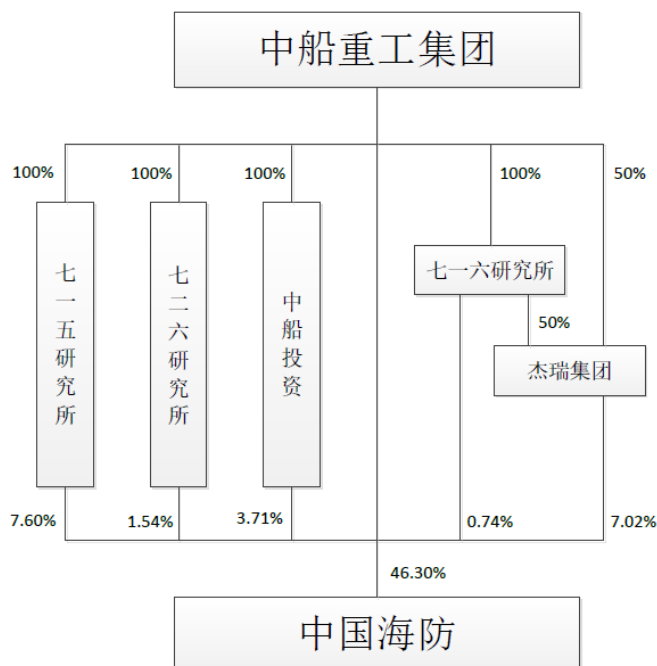 中船重工集团
100%
100%
100%
100%
50%
七一五研究所
七二六研究所
中船投资
七一六研究所
50%
杰瑞集团
7.60%
1.54%
3.71%
0.74%
7.02%
46.30%
中国海防